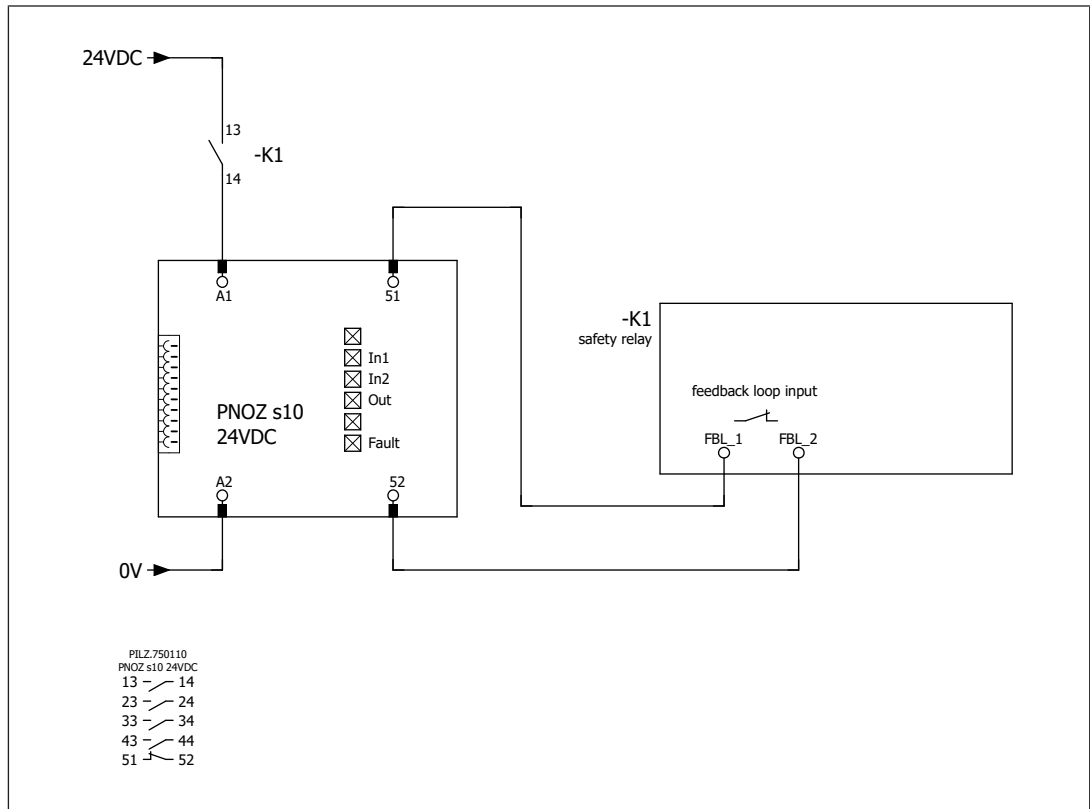 24VDC
13
-K1
14
A1
51
-K1
safety relay
In1
In2
Out
Fault
PNOZ s10
24VDC
feedback loop input
FBL_1 FBL_2
A2
52
0V
PILZ.750110
PNOZ s10 24VDC
13 14
23 24
33 34
43 44
51 52